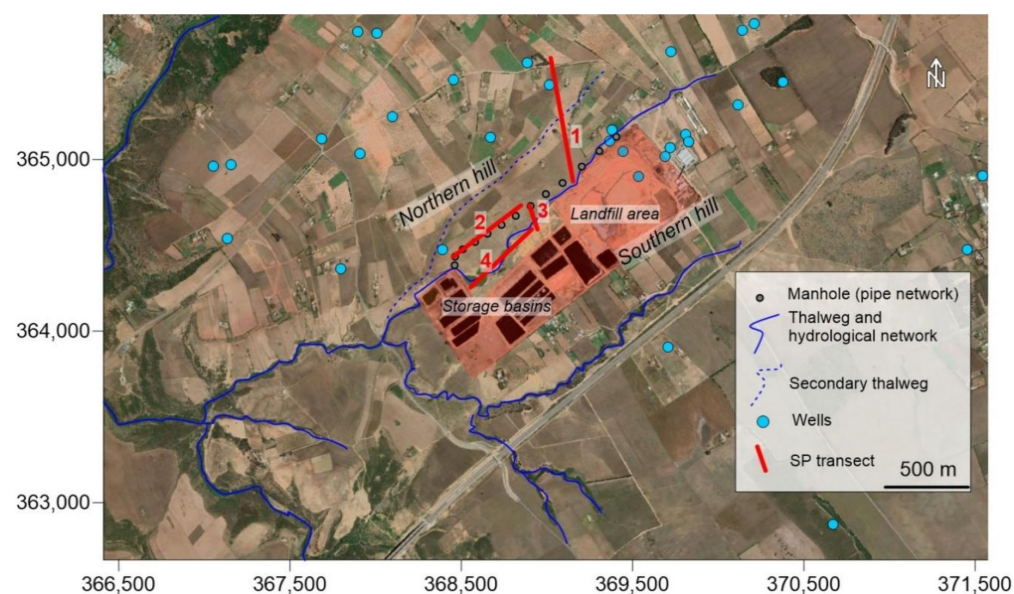 N
365,000
1
Northern hill
2
3
Landfill area
Southern hill
4
Storage basins
364,000
Manhole (pipe network)
Thalweg and
hydrological network
Secondary thalweg
Wells
SP transect
500 m
363,000
366,500
367,500
368,500
369,500
370,500
371,500